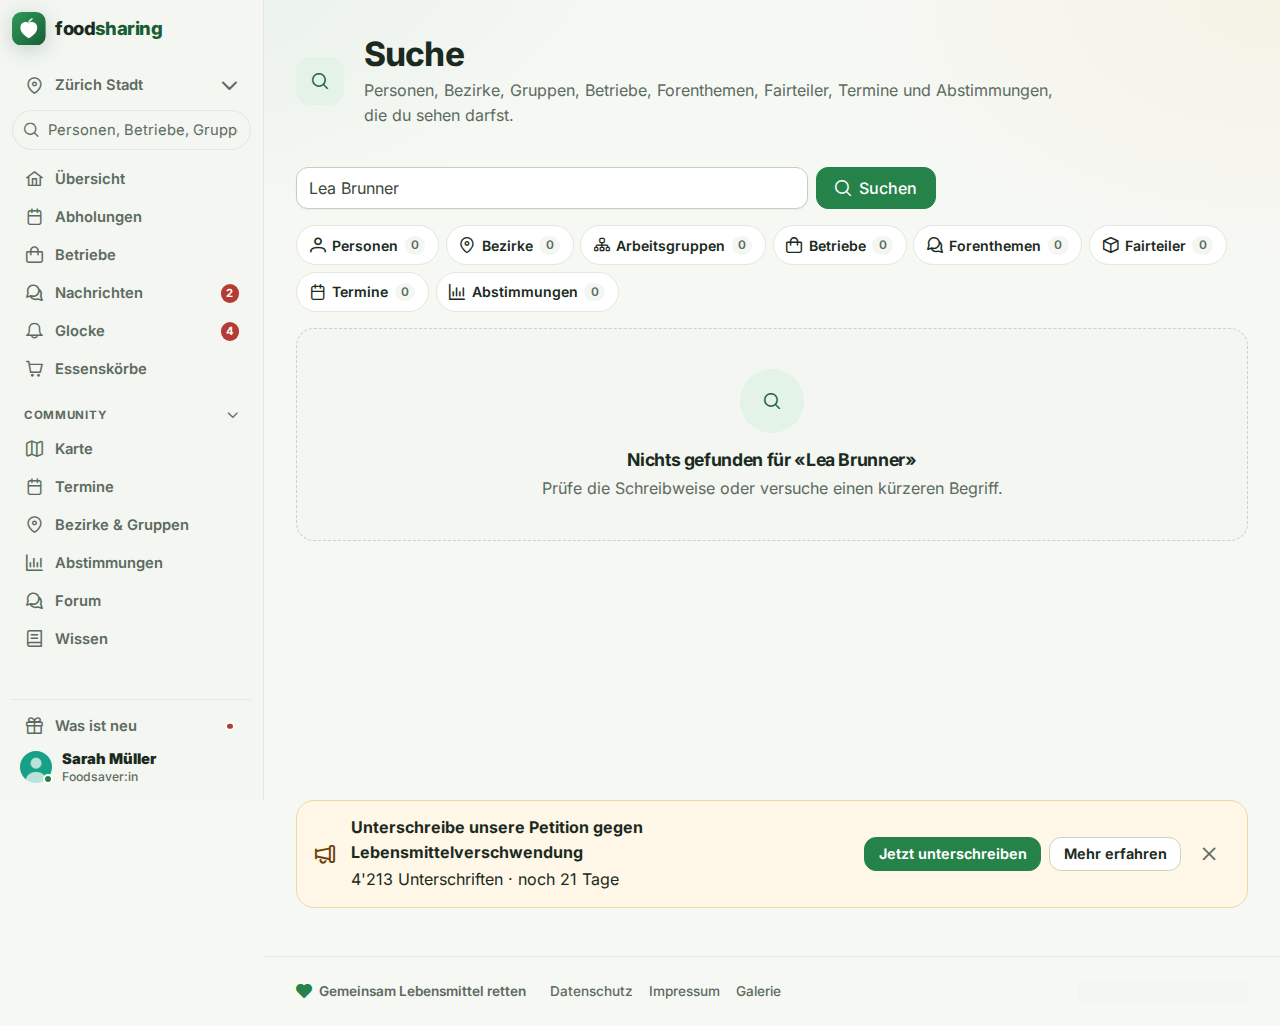 foodsharing
Zürich Stadt
Personen, Betriebe, Grupp
Übersicht
Abholungen
Betriebe
Nachrichten 2
Glocke 4
Essenskörbe
COMMUNITY
Karte
Termine
Bezirke & Gruppen
Abstimmungen
Forum
Wissen
Was ist neu
Sarah Müller
Foodsaver:in
Suche
Personen, Bezirke, Gruppen, Betriebe, Forenthemen, Fairteiler, Termine und Abstimmungen,
die du sehen darfst.
Lea Brunner Suchen
Personen 0 Bezirke 0 Arbeitsgruppen 0 Betriebe 0 Forenthemen 0 Fairteiler 0
Termine 0 Abstimmungen 0
Nichts gefunden für «Lea Brunner»
Prüfe die Schreibweise oder versuche einen kürzeren Begriff.
Unterschreibe unsere Petition gegen
Lebensmittelverschwendung
4'213 Unterschriften · noch 21 Tage
Jetzt unterschreiben Mehr erfahren
Gemeinsam Lebensmittel retten Datenschutz Impressum Galerie